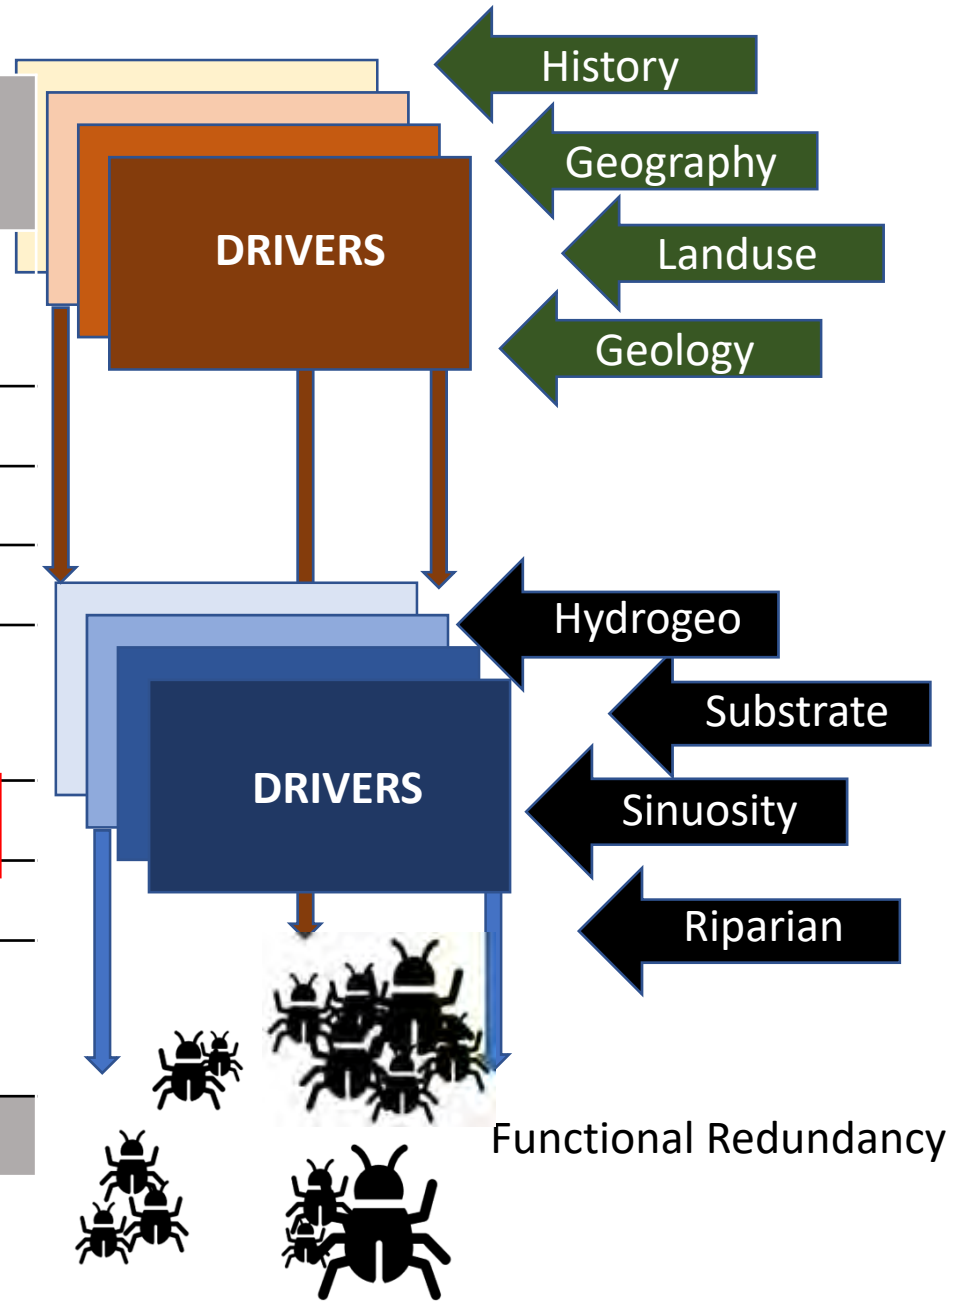 History
Geography
DRIVERS
Landuse
Geology
Hydrogeo
Substrate
DRIVERS
Sinuosity
Riparian
Functional Redundancy